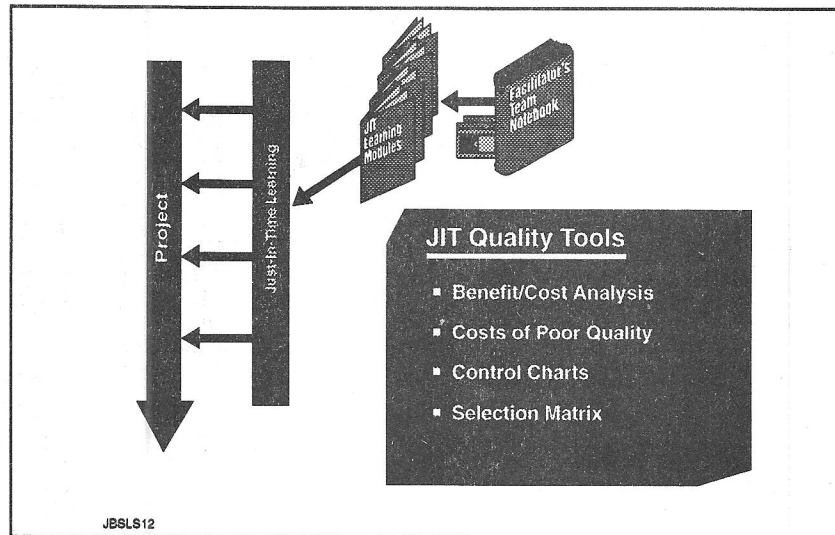 Project
Just-In-Time Learning
JIT
Learning
Modules
Facilitator's
Team
Notebook
JIT Quality Tools
▪ Benefit/Cost Analysis
▪ Costs of Poor Quality
▪ Control Charts
▪ Selection Matrix
JBSLS12